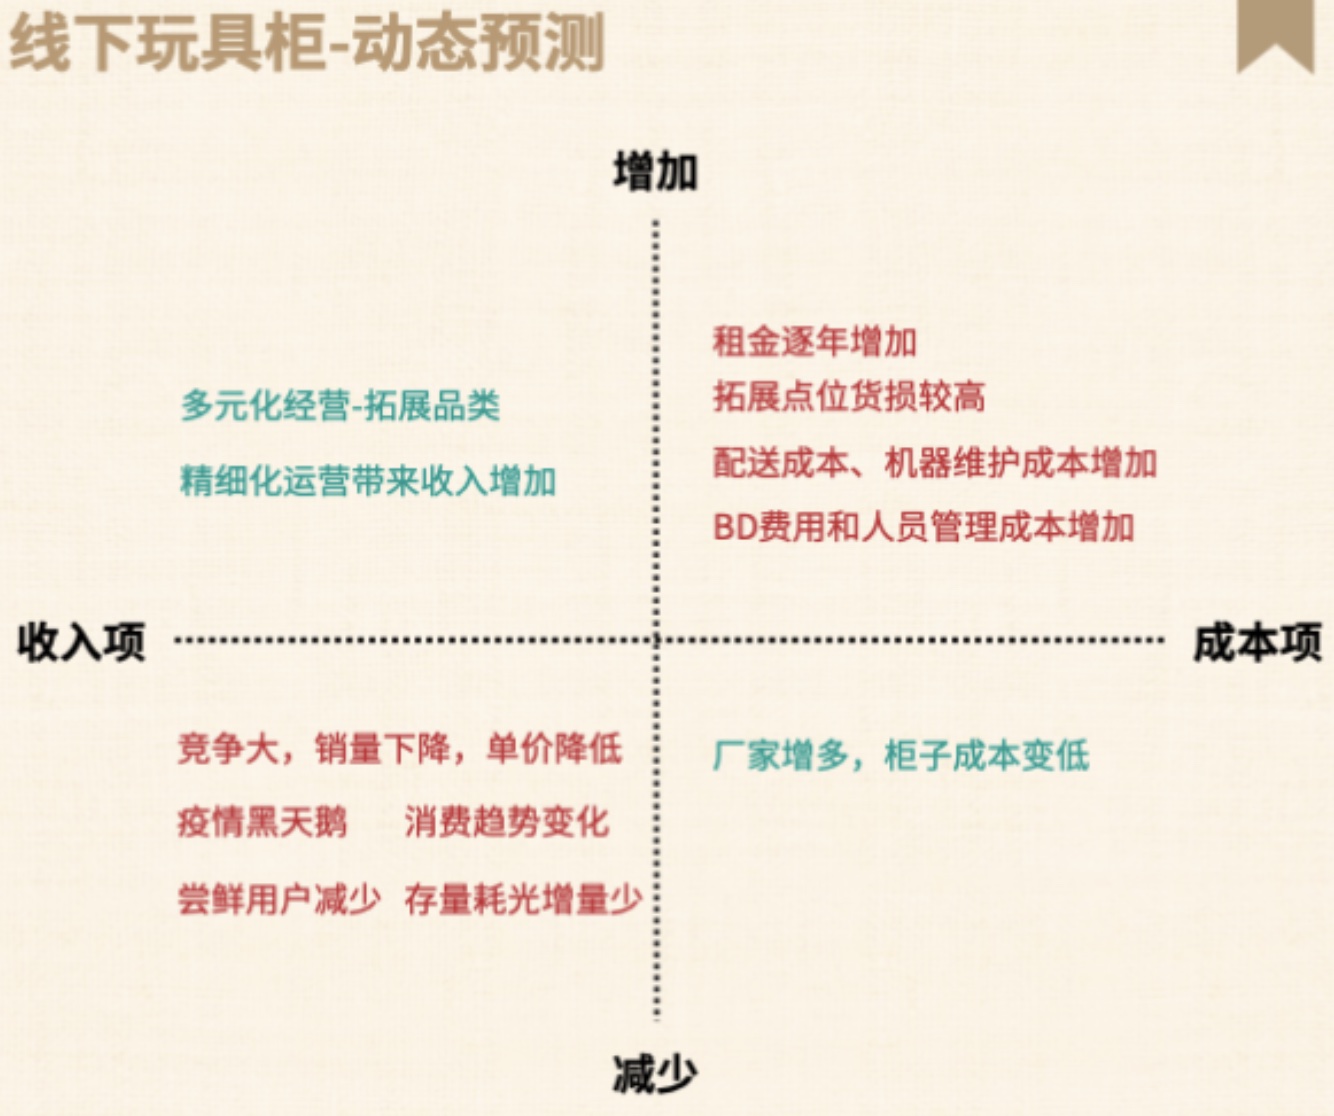 线下玩具柜-动态预测
增加
租金逐年增加
多元化经营-拓展品类
拓展点位货损较高
精细化运营带来收入增加
配送成本、机器维护成本增加
BD费用和人员管理成本增加
收入项
成本项
竞争大，销量下降，单价降低
厂家增多，柜子成本变低
疫情黑天鹅 消费趋势变化
尝鲜用户减少 存量耗光增量少
减少